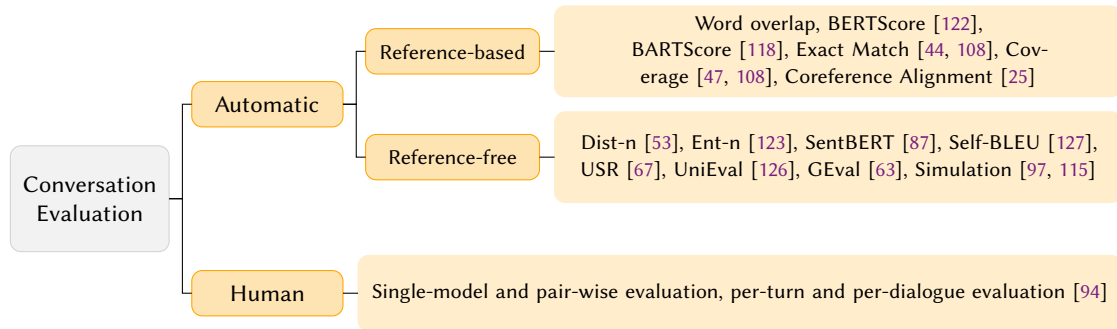 Conversation
Evaluation
Automatic
Reference-based
Word overlap, BERTScore [122],
BARTScore [118], Exact Match [44, 108], Cov-
erage [47, 108], Coreference Alignment [25]
Reference-free
Dist-n [53], Ent-n [123], SentBERT [87], Self-BLEU [127],
USR [67], UniEval [126], GEval [63], Simulation [97, 115]
Human
Single-model and pair-wise evaluation, per-turn and per-dialogue evaluation [94]